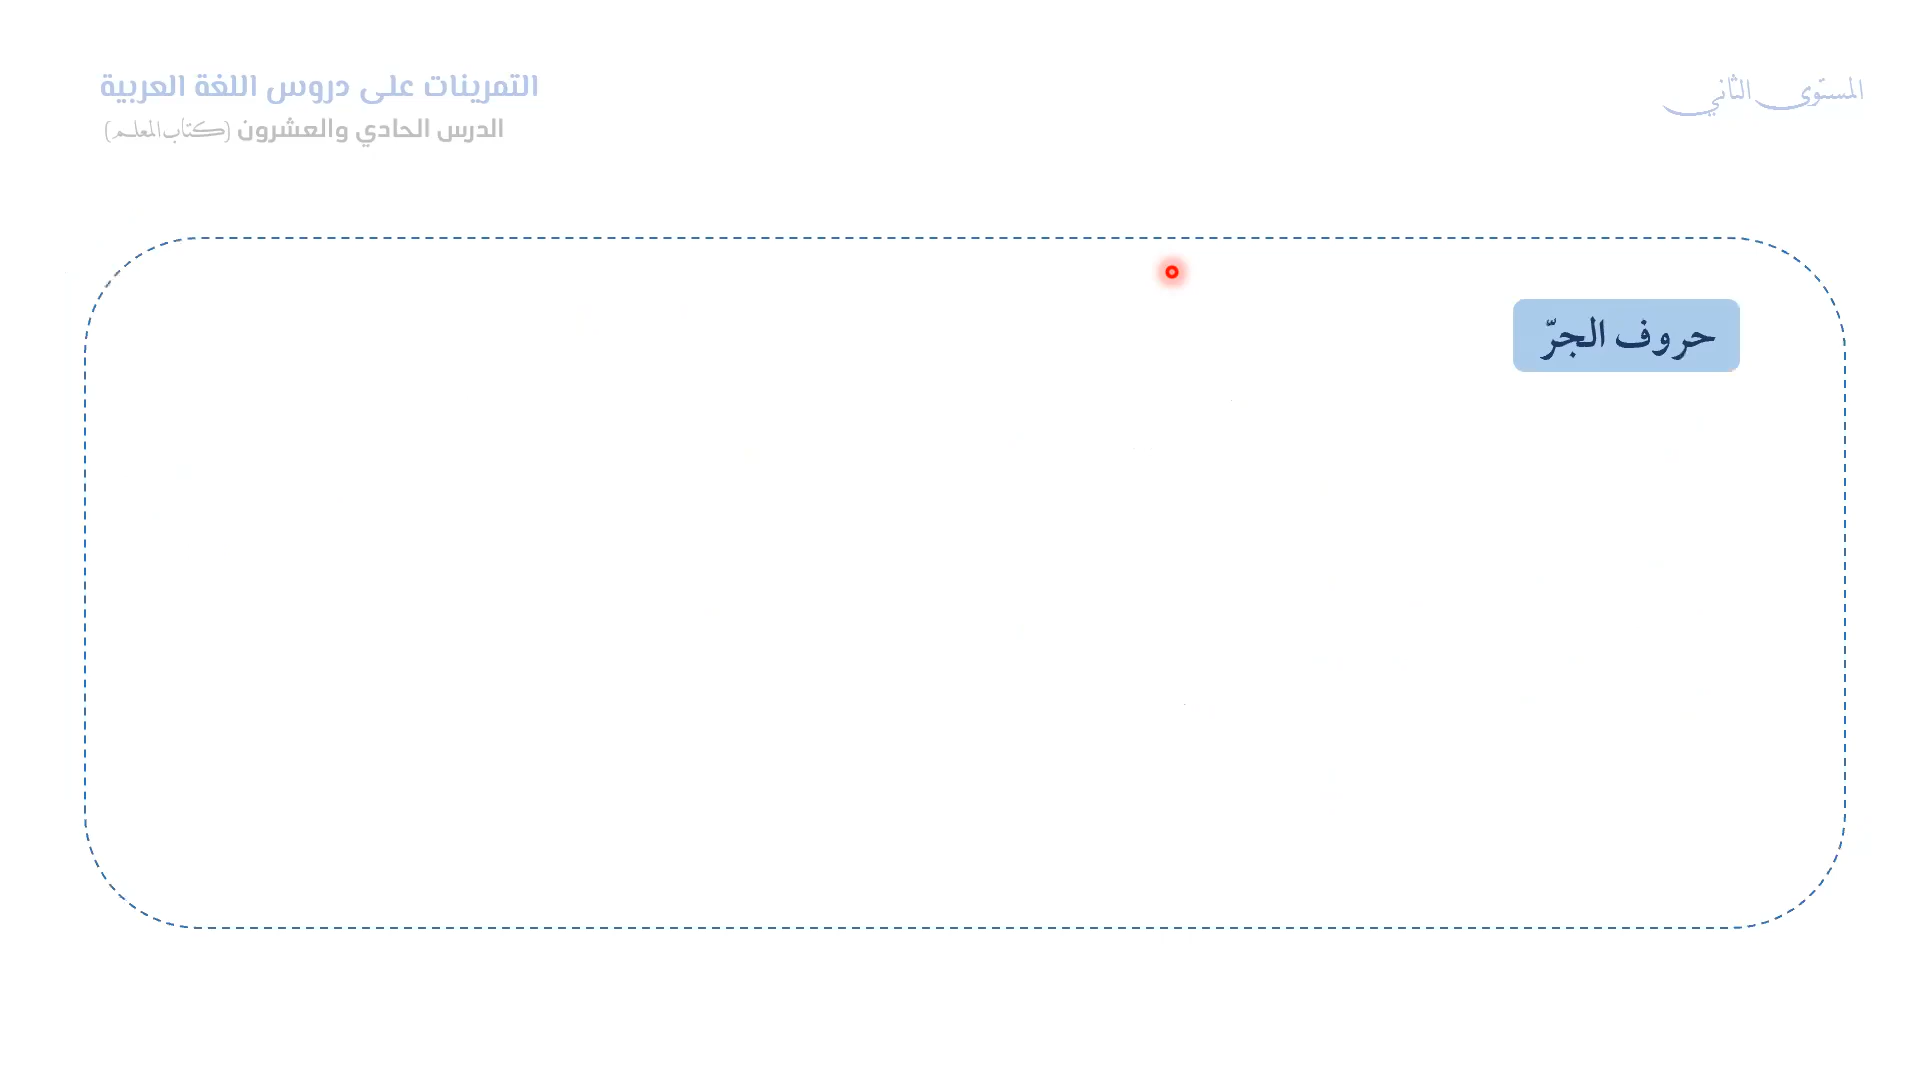 المستوى الثاني
التمرينات على دروس اللغة العربية
الدرس الحادي والعشرون (كتاب المعلم)
حروف الجرّ